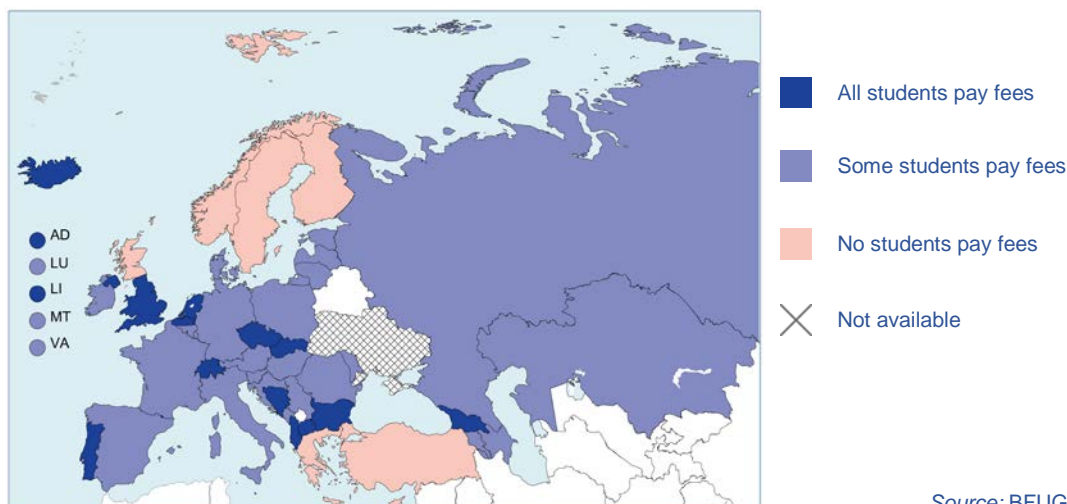 AD
LU
LI
MT
VA
All students pay fees
Some students pay fees
No students pay fees
Not available
Source: BFUG